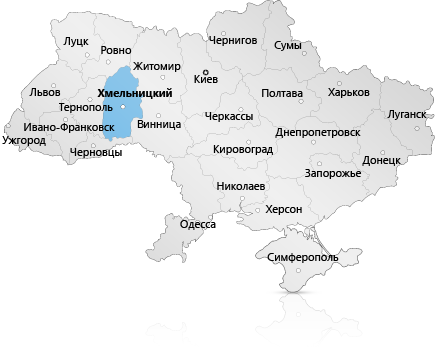 Чернигов
Луцк
Сумы
Ровно
Житомир
Киев
Львов
Хмельницкий
Полтава
Харьков
Тернополь
Черкассы
Луганск
Ивано-Франковск
Винница
Днепропетровск
Ужгород
Черновцы
Кировоград
Донецк
Запорожье
Николаев
Херсон
Одесса
Симферополь